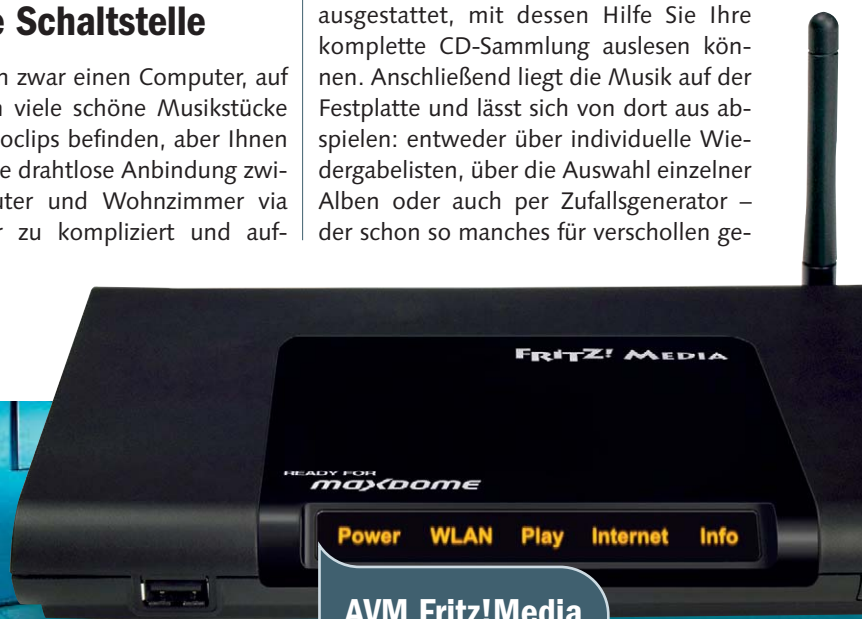 e Schaltstelle
n zwar einen Computer, auf
n viele schöne Musikstücke
oclips befinden, aber Ihnen
e drahtlose Anbindung zwi-
uter und Wohnzimmer via
r zu kompliziert und auf-
ausgestattet, mit dessen Hilfe Sie Ihre
komplette CD-Sammlung auslesen kön-
nen. Anschließend liegt die Musik auf der
Festplatte und lässt sich von dort aus ab-
spielen: entweder über individuelle Wie-
dergabelisten, über die Auswahl einzelner
Alben oder auch per Zufallsgenerator –
der schon so manches für verschollen ge-
FRITZ! MEDIA
READY FOR
maxdome
Power WLAN Play Internet Info
AVM Fritz!Media